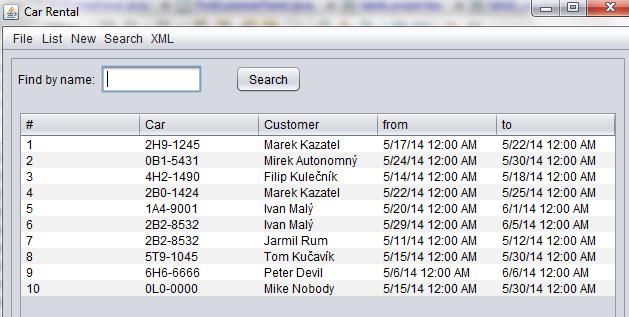 Car Rental
File List New Search XML
Find by name: Search
# Car Customer from to
1 2H9-1245 Marek Kazatel 5/17/14 12:00 AM 5/22/14 12:00 AM
2 0B1-5431 Mirek Autonomný 5/24/14 12:00 AM 5/30/14 12:00 AM
3 4H2-1490 Filip Kulečník 5/14/14 12:00 AM 5/18/14 12:00 AM
4 2B0-1424 Marek Kazatel 5/22/14 12:00 AM 5/25/14 12:00 AM
5 1A4-9001 Ivan Malý 5/20/14 12:00 AM 6/1/14 12:00 AM
6 2B2-8532 Ivan Malý 5/29/14 12:00 AM 6/5/14 12:00 AM
7 2B2-8532 Jarmil Rum 5/11/14 12:00 AM 5/12/14 12:00 AM
8 5T9-1045 Tom Kučavík 5/15/14 12:00 AM 5/30/14 12:00 AM
9 6H6-6666 Peter Devil 5/6/14 12:00 AM 6/6/14 12:00 AM
10 0L0-0000 Mike Nobody 5/15/14 12:00 AM 5/30/14 12:00 AM